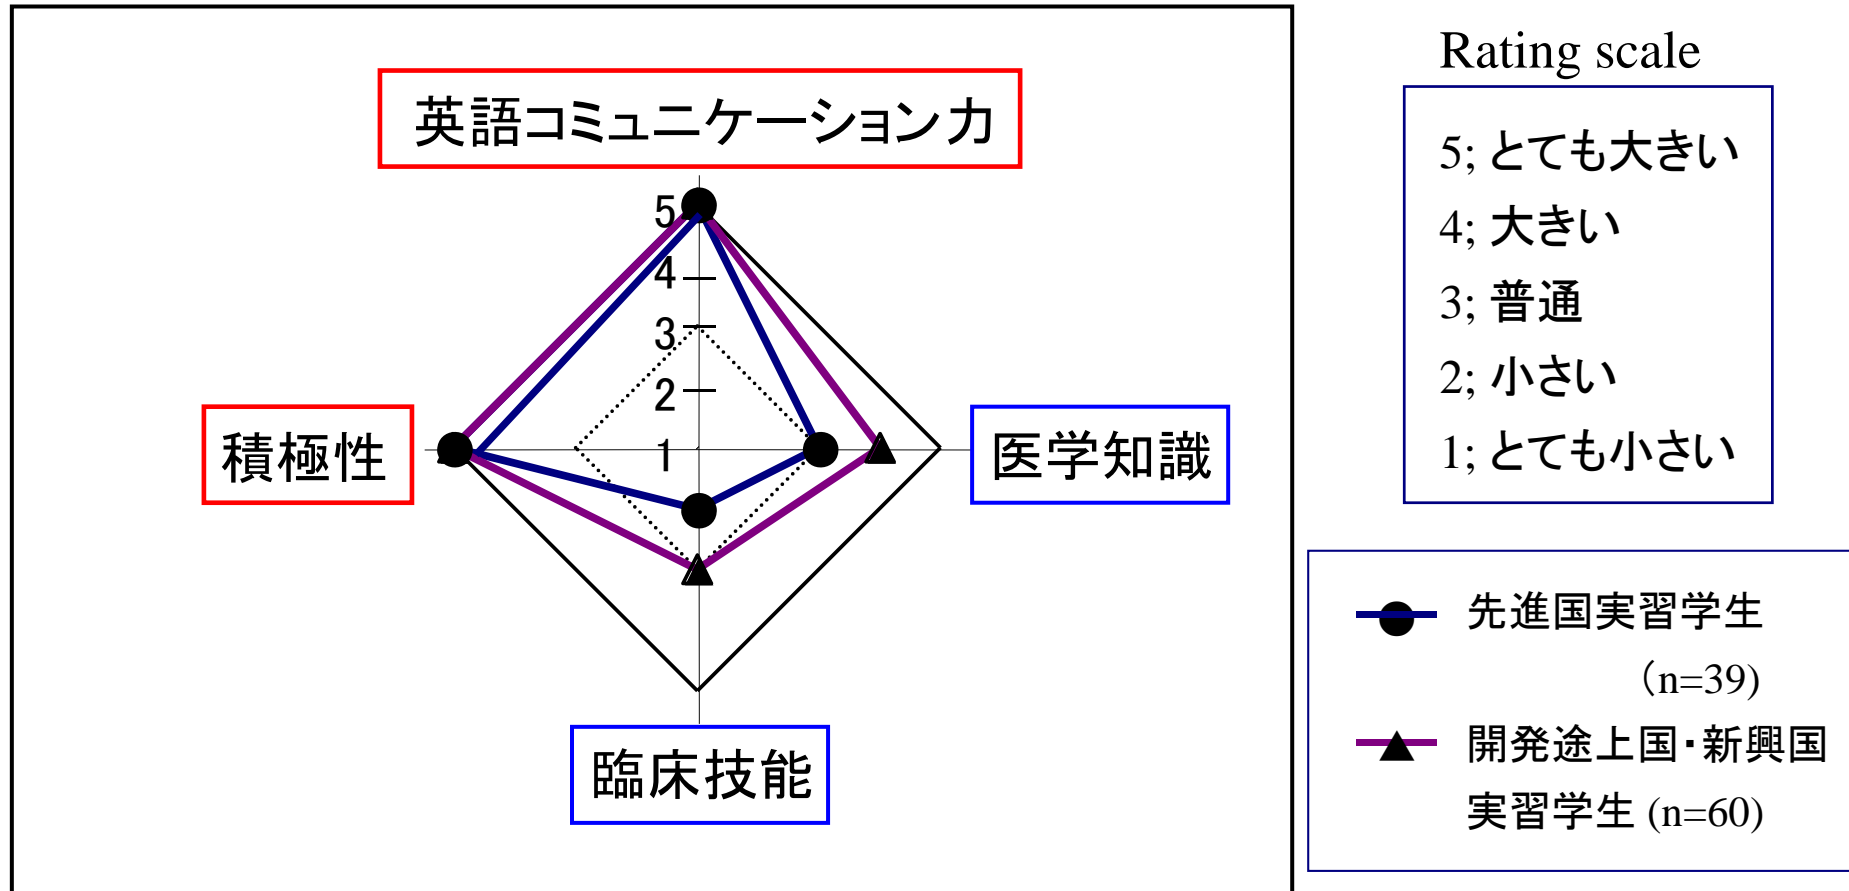 英語コミュニケーション力
5
4
3
2
1
積極性
医学知識
臨床技能
Rating scale
5; とても大きい
4; 大きい
3; 普通
2; 小さい
1; とても小さい
先進国実習学生
（n=39)
開発途上国・新興国
実習学生 (n=60)